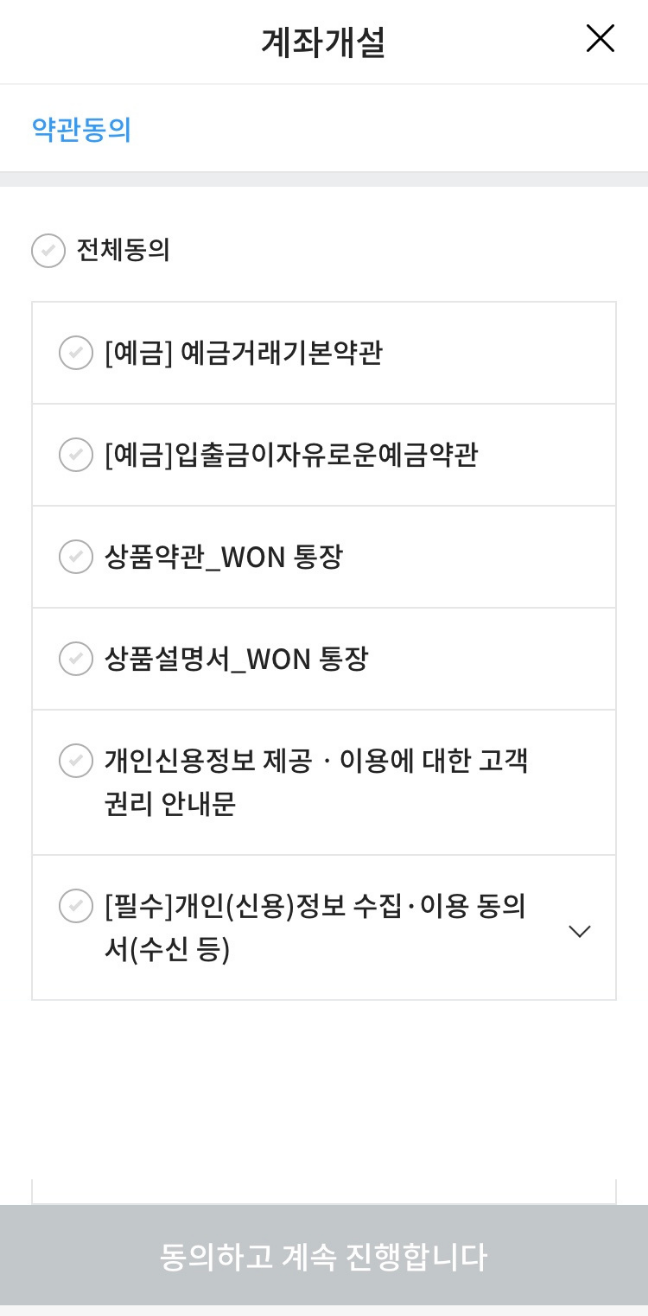 계좌개설
약관동의
전체동의
[예금] 예금거래기본약관
[예금]입출금이자유로운예금약관
상품약관_WON 통장
상품설명서_WON 통장
개인신용정보 제공 · 이용에 대한 고객
권리 안내문
[필수]개인(신용)정보 수집·이용 동의
서(수신 등)
동의하고 계속 진행합니다